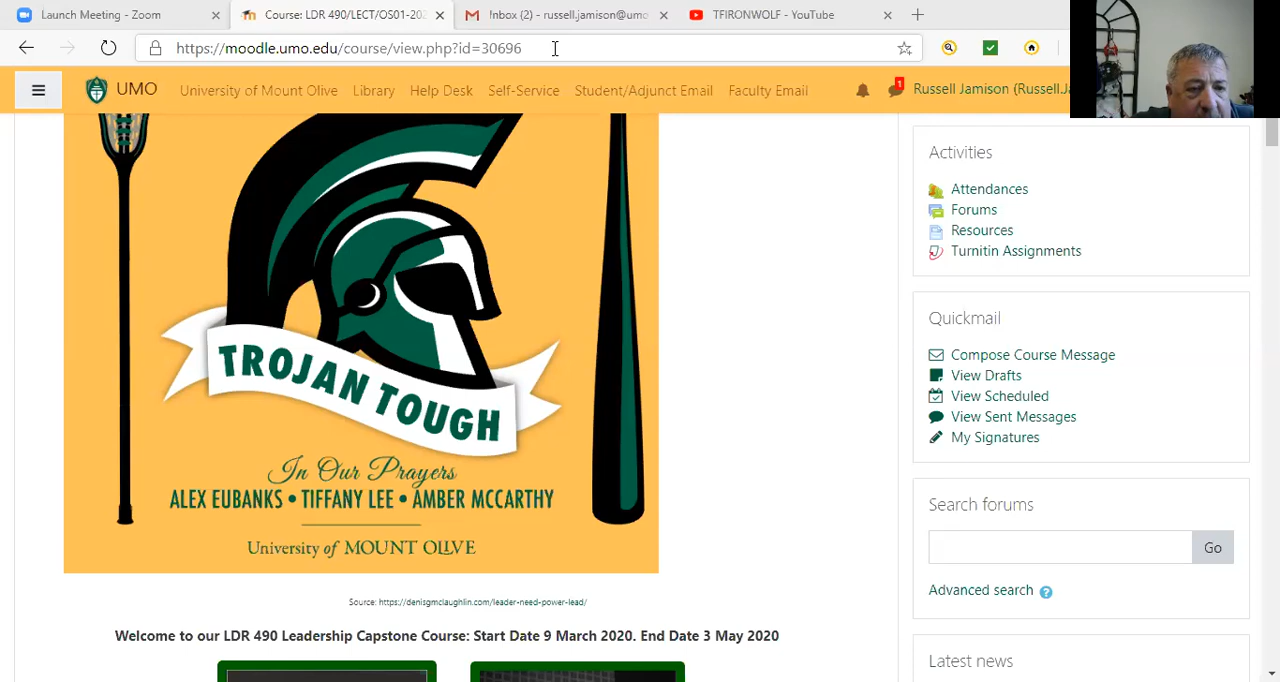 Launch Meeting - Zoom
Course: LDR 490/LECT/OS01-202
Inbox (2) - russell.jamison@umo
TFIRONWOLF - YouTube
https://moodle.umo.edu/course/view.php?id=30696
UMO
University of Mount Olive
Library
Help Desk
Self-Service
Student/Adjunct Email
Faculty Email
1
Russell Jamison (Russell.Ja
TROJAN TOUGH
In Our Prayers
ALEX EUBANKS • TIFFANY LEE • AMBER MCCARTHY
University of MOUNT OLIVE
Source: https://denisgmclaughlin.com/leader-need-power-lead/
Welcome to our LDR 490 Leadership Capstone Course: Start Date 9 March 2020. End Date 3 May 2020
Activities
Attendances
Forums
Resources
Turnitin Assignments
Quickmail
Compose Course Message
View Drafts
View Scheduled
View Sent Messages
My Signatures
Search forums
Go
Advanced search
Latest news